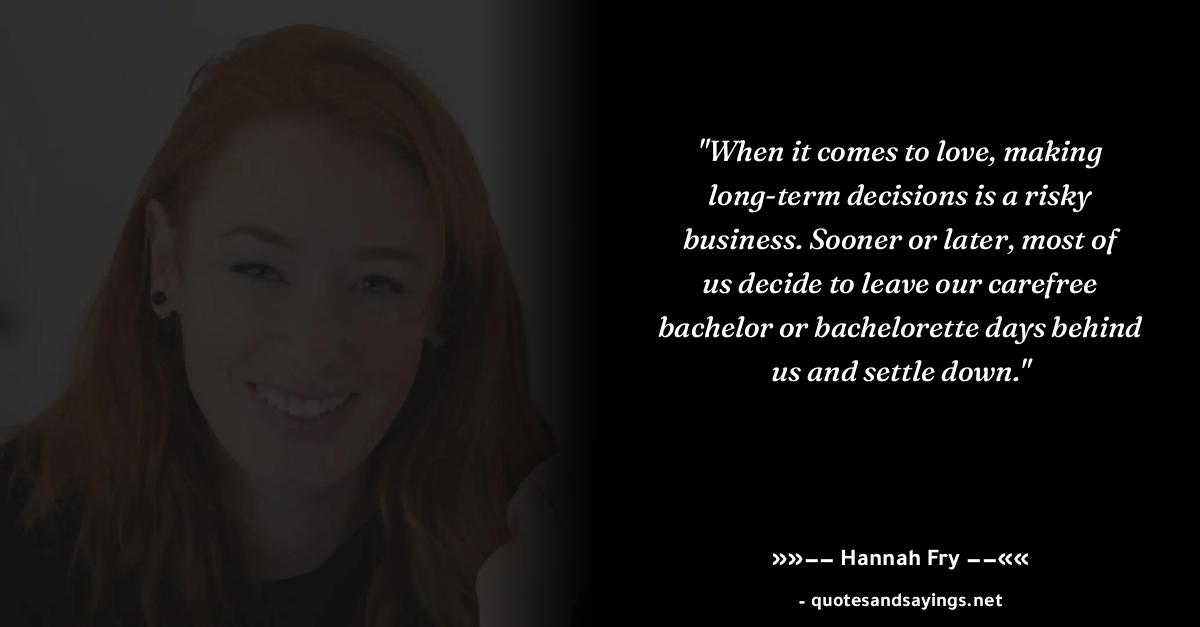 "When it comes to love, making
long-term decisions is a risky
business. Sooner or later, most of
us decide to leave our carefree
bachelor or bachelorette days behind
us and settle down."
»»−− Hannah Fry −−««
- quotesandsayings.net